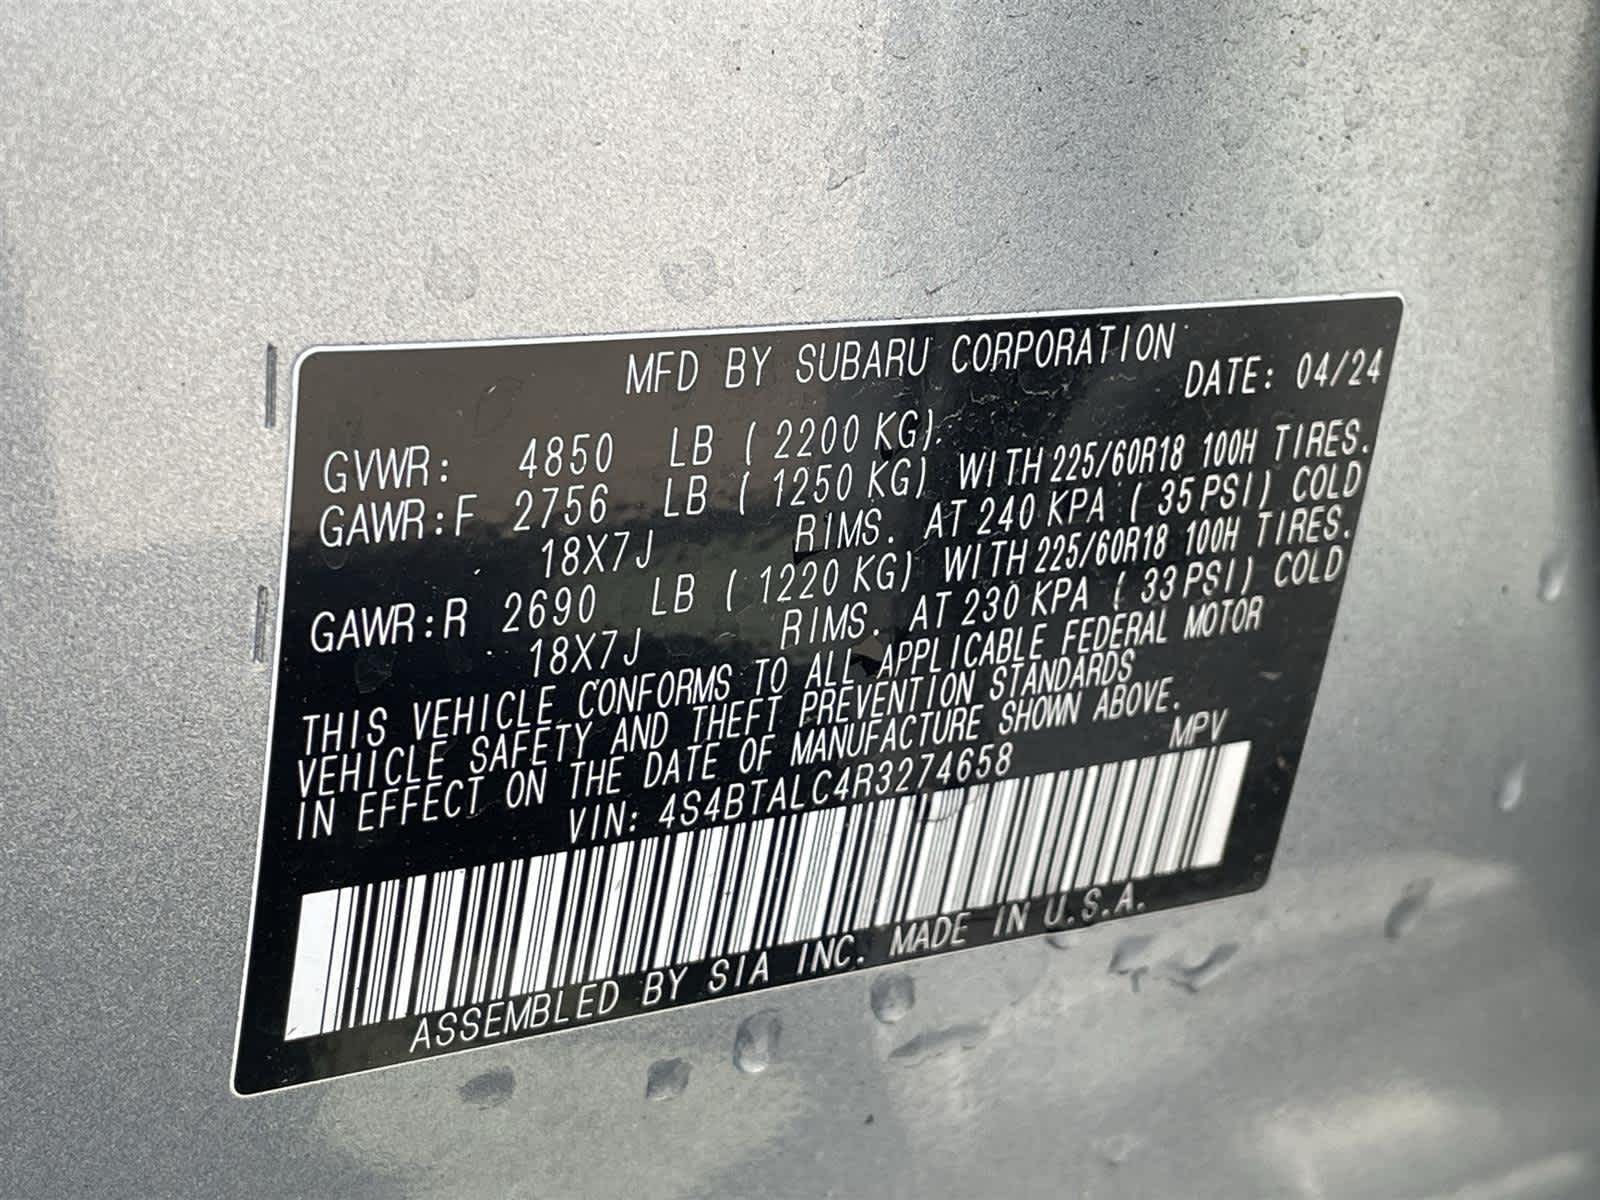 MFD BY SUBARU CORPORATION
DATE: 04/24
GVWR: 4850 LB ( 2200 KG)
GAWR:F 2756 LB ( 1250 KG) WITH 225/60R18 100H TIRES.
18X7J RIMS. AT 240 KPA ( 35 PSI) COLD
GAWR:R 2690 LB ( 1220 KG) WITH 225/60R18 100H TIRES.
18X7J RIMS. AT 230 KPA ( 33 PSI) COLD
THIS VEHICLE CONFORMS TO ALL APPLICABLE FEDERAL MOTOR
VEHICLE SAFETY AND THEFT PREVENTION STANDARDS
IN EFFECT ON THE DATE OF MANUFACTURE SHOWN ABOVE.
VIN: 4S4BTALC4R3274658 MPV
ASSEMBLED BY SIA INC. MADE IN U.S.A.